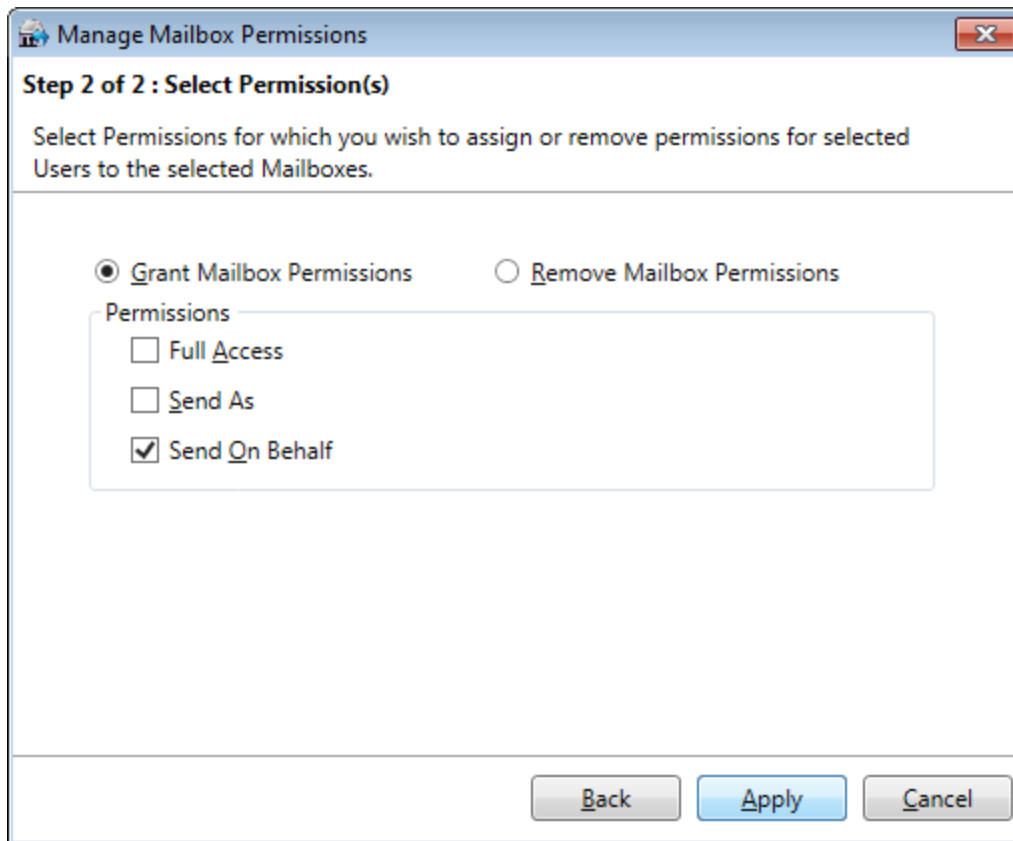 Manage Mailbox Permissions
Step 2 of 2 : Select Permission(s)
Select Permissions for which you wish to assign or remove permissions for selected
Users to the selected Mailboxes.
Grant Mailbox Permissions Remove Mailbox Permissions
Permissions
Full Access
Send As
Send On Behalf
Back Apply Cancel